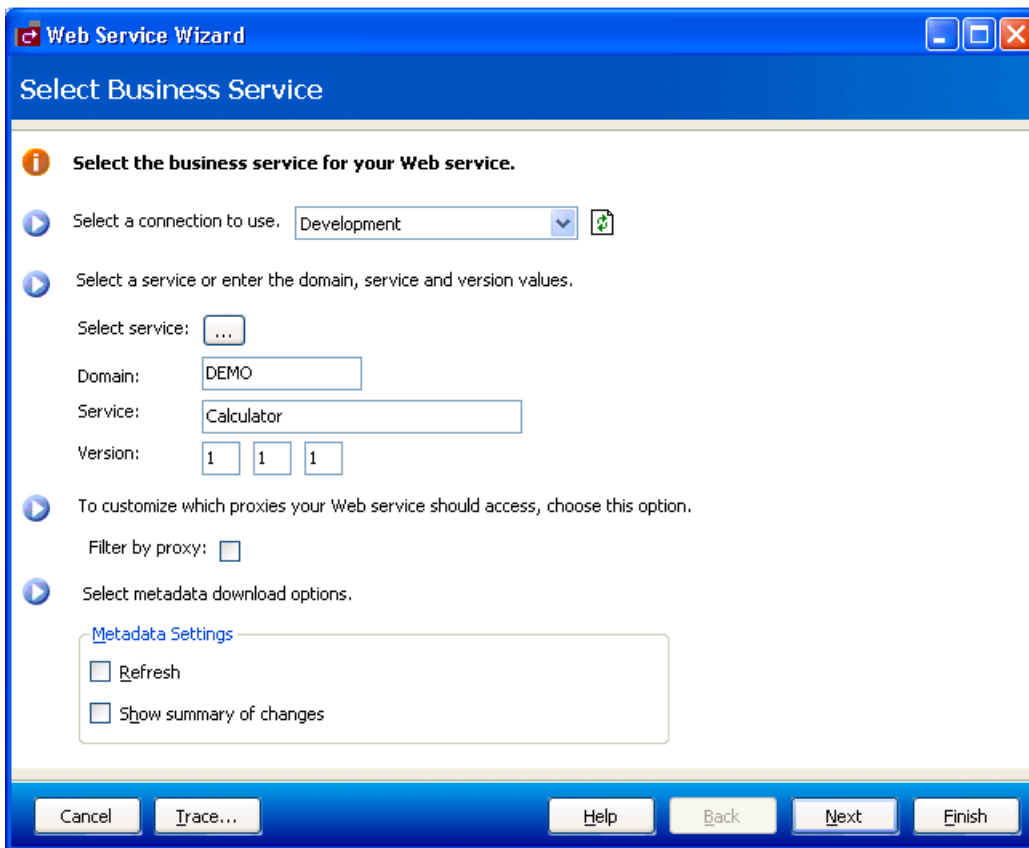 Web Service Wizard
Select Business Service
Select the business service for your Web service.
Select a connection to use. Development
Select a service or enter the domain, service and version values.
Select service: ...
Domain: DEMO
Service: Calculator
Version: 1 1 1
To customize which proxies your Web service should access, choose this option.
Filter by proxy:
Select metadata download options.
Metadata Settings
Refresh
Show summary of changes
Cancel Trace... Help Back Next Finish